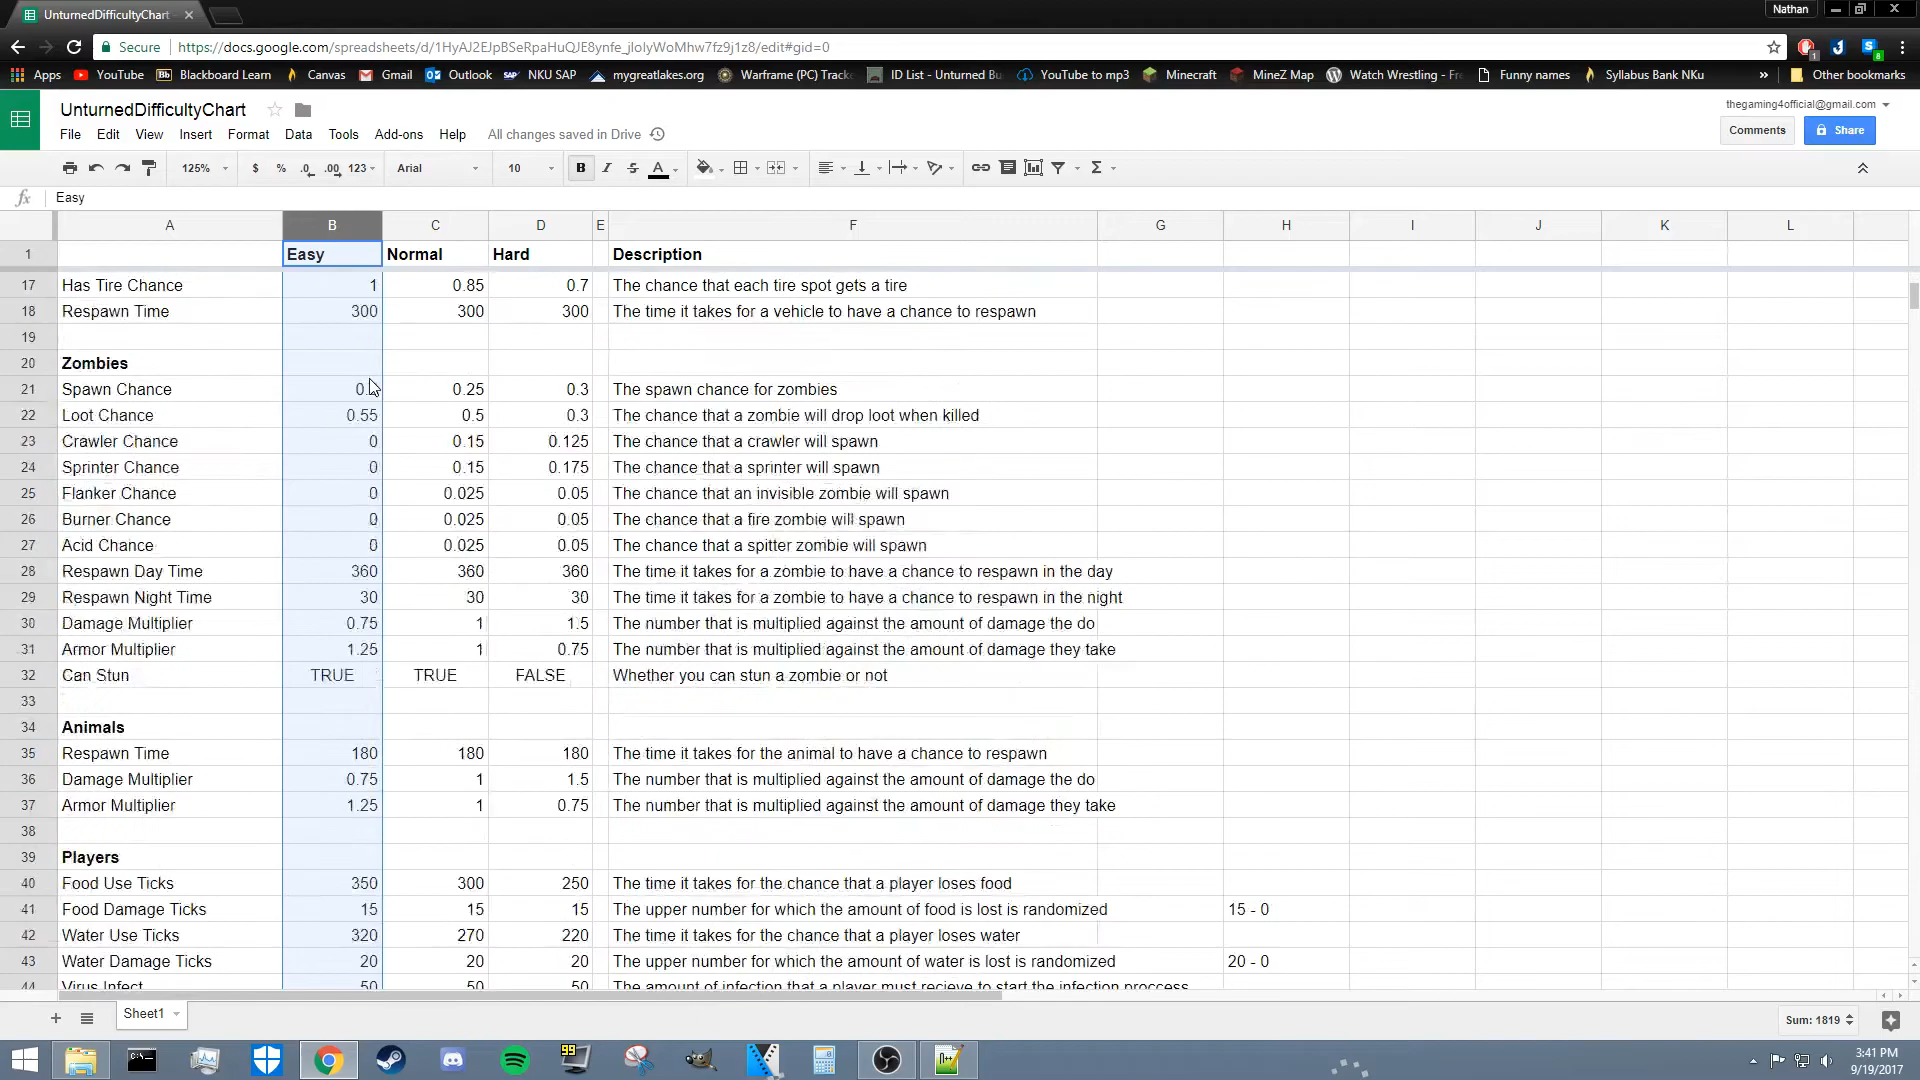 UnturnedDifficultyChart
Nathan
Secure
https://docs.google.com/spreadsheets/d/1HyAJ2EJpBSeRpaHuQJE8ynfe_jloIyWoMhw7fz9j1z8/edit#gid=0
Apps YouTube Blackboard Learn Canvas Gmail Outlook NKU SAP mygreatlakes.org Warframe (PC) Tracke ID List - Unturned Bu YouTube to mp3 Minecraft MineZ Map Watch Wrestling - Fre Funny names Syllabus Bank NKu » Other bookmarks
UnturnedDifficultyChart
thegaming4official@gmail.com
File Edit View Insert Format Data Tools Add-ons Help All changes saved in Drive
Comments Share
125% $ % .0 .00 123 Arial 10 B I S A Σ
fx Easy
A B C D E F G H I J K L
1 Easy Normal Hard Description
17 Has Tire Chance 1 0.85 0.7 The chance that each tire spot gets a tire
18 Respawn Time 300 300 300 The time it takes for a vehicle to have a chance to respawn
19
20 Zombies
21 Spawn Chance 0. 0.25 0.3 The spawn chance for zombies
22 Loot Chance 0.55 0.5 0.3 The chance that a zombie will drop loot when killed
23 Crawler Chance 0 0.15 0.125 The chance that a crawler will spawn
24 Sprinter Chance 0 0.15 0.175 The chance that a sprinter will spawn
25 Flanker Chance 0 0.025 0.05 The chance that an invisible zombie will spawn
26 Burner Chance 0 0.025 0.05 The chance that a fire zombie will spawn
27 Acid Chance 0 0.025 0.05 The chance that a spitter zombie will spawn
28 Respawn Day Time 360 360 360 The time it takes for a zombie to have a chance to respawn in the day
29 Respawn Night Time 30 30 30 The time it takes for a zombie to have a chance to respawn in the night
30 Damage Multiplier 0.75 1 1.5 The number that is multiplied against the amount of damage the do
31 Armor Multiplier 1.25 1 0.75 The number that is multiplied against the amount of damage they take
32 Can Stun TRUE TRUE FALSE Whether you can stun a zombie or not
33
34 Animals
35 Respawn Time 180 180 180 The time it takes for the animal to have a chance to respawn
36 Damage Multiplier 0.75 1 1.5 The number that is multiplied against the amount of damage the do
37 Armor Multiplier 1.25 1 0.75 The number that is multiplied against the amount of damage they take
38
39 Players
40 Food Use Ticks 350 300 250 The time it takes for the chance that a player loses food
41 Food Damage Ticks 15 15 15 The upper number for which the amount of food is lost is randomized 15 - 0
42 Water Use Ticks 320 270 220 The time it takes for the chance that a player loses water
43 Water Damage Ticks 20 20 20 The upper number for which the amount of water is lost is randomized 20 - 0
44 Virus Infect 50 50 50 The amount of infection that a player must recieve to start the infection proccess
Sheet1
Sum: 1819
99
3:41 PM
9/19/2017